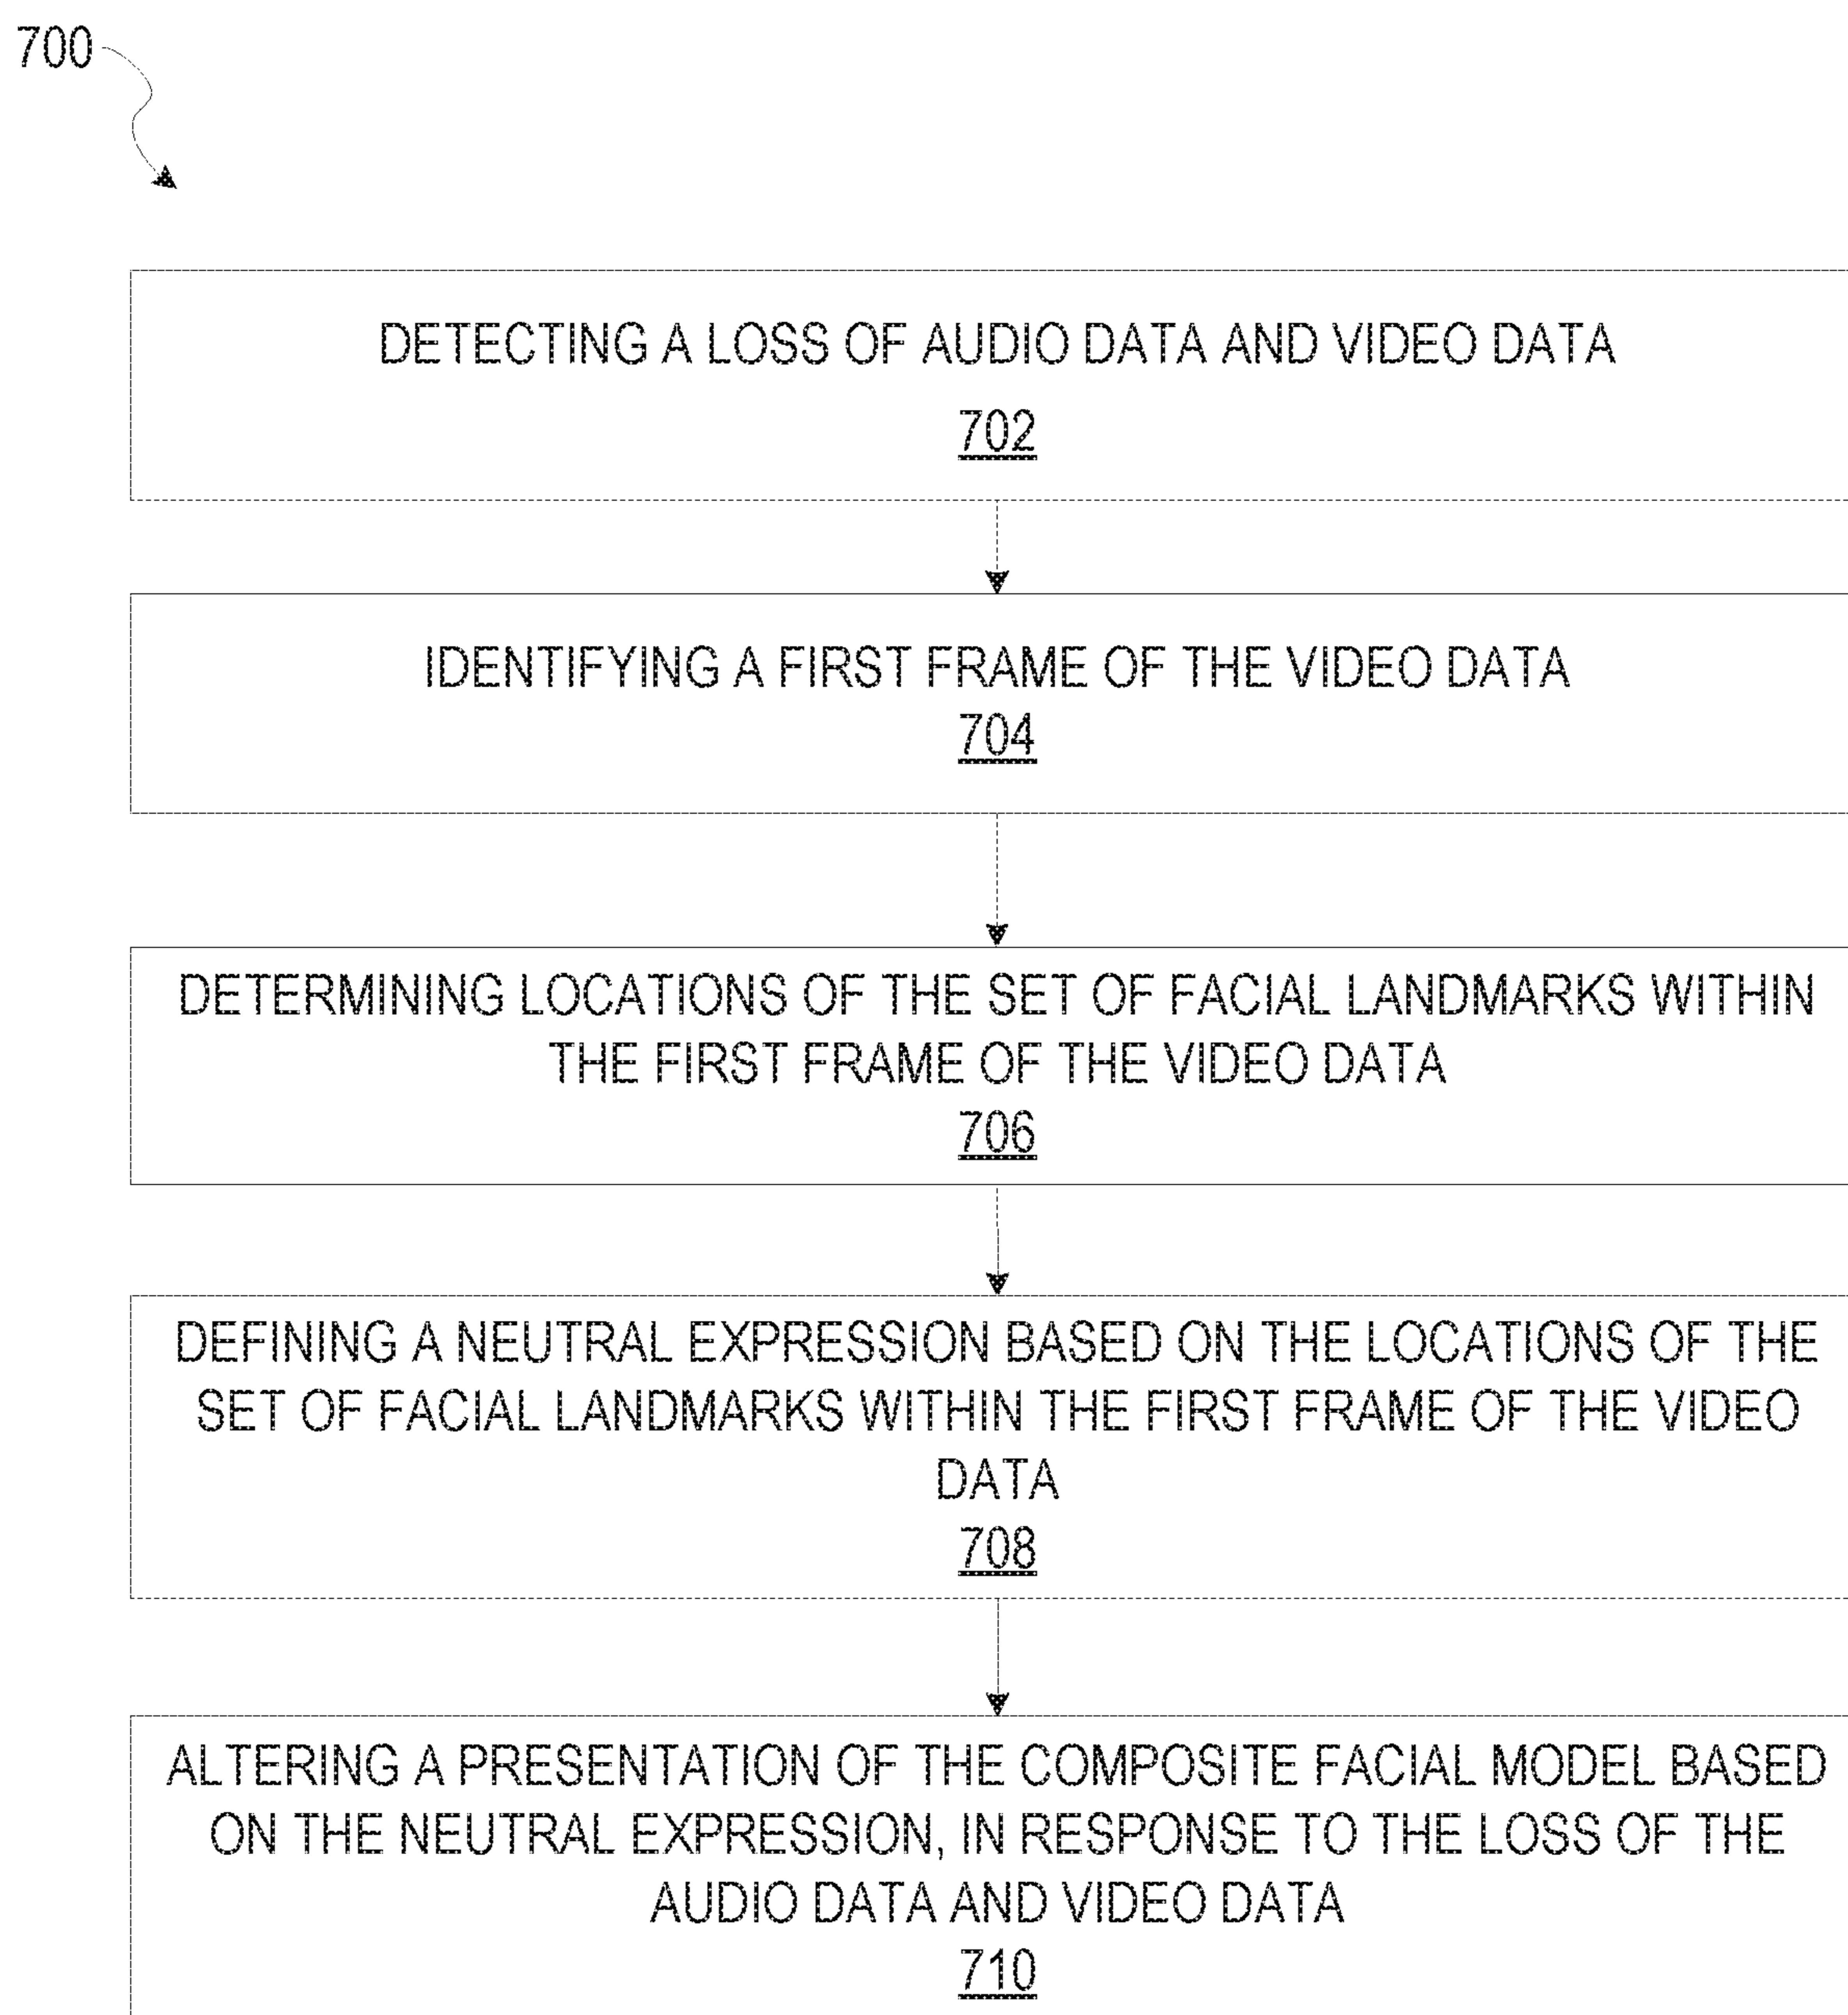 700
DETECTING A LOSS OF AUDIO DATA AND VIDEO DATA
702
IDENTIFYING A FIRST FRAME OF THE VIDEO DATA
704
DETERMINING LOCATIONS OF THE SET OF FACIAL LANDMARKS WITHIN
THE FIRST FRAME OF THE VIDEO DATA
706
DEFINING A NEUTRAL EXPRESSION BASED ON THE LOCATIONS OF THE
SET OF FACIAL LANDMARKS WITHIN THE FIRST FRAME OF THE VIDEO
DATA
708
ALTERING A PRESENTATION OF THE COMPOSITE FACIAL MODEL BASED
ON THE NEUTRAL EXPRESSION, IN RESPONSE TO THE LOSS OF THE
AUDIO DATA AND VIDEO DATA
710